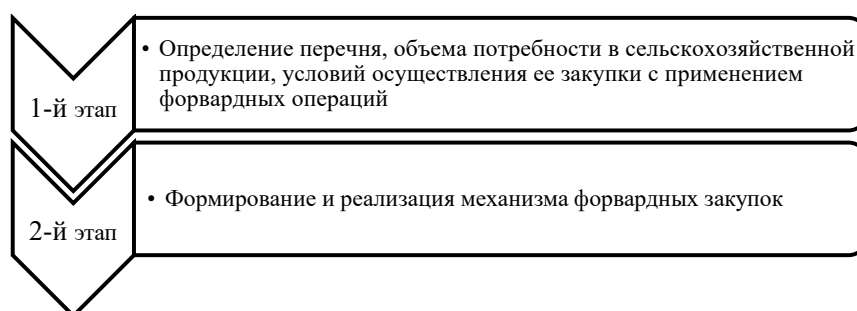 1-й этап
• Определение перечня, объема потребности в сельскохозяйственной
продукции, условий осуществления ее закупки с применением
форвардных операций
2-й этап
• Формирование и реализация механизма форвардных закупок